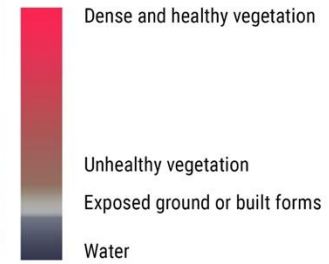 Dense and healthy vegetation
Unhealthy vegetation
Exposed ground or built forms
Water